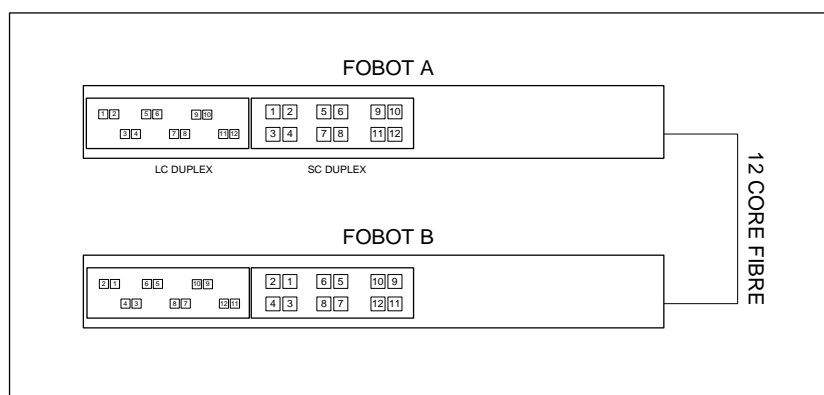 FOBOT A
1 2 5 6 9 10
3 4 7 8 11 12
1 2 5 6 9 10
3 4 7 8 11 12
LC DUPLEX
SC DUPLEX
12 CORE FIBRE
FOBOT B
2 1 6 5 10 9
4 3 8 7 12 11
2 1 6 5 10 9
4 3 8 7 12 11